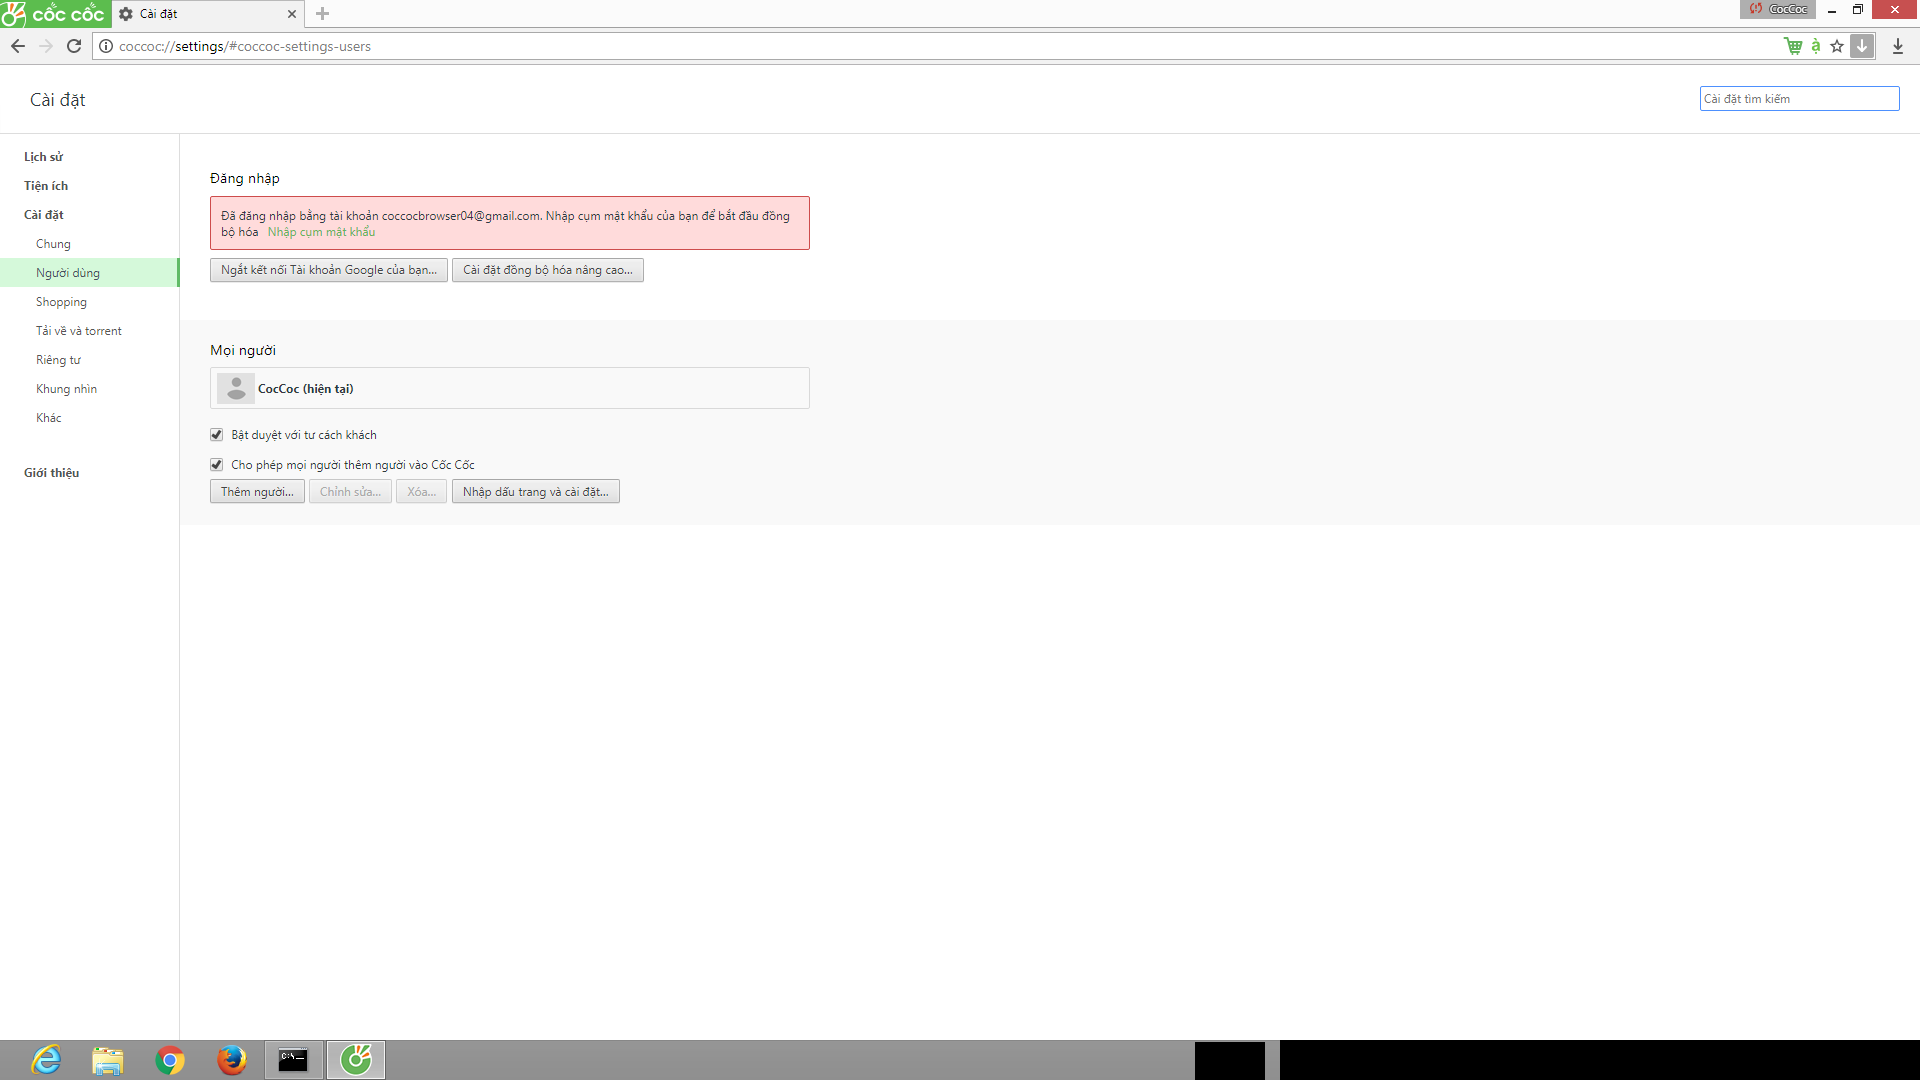 cốc cốc
Cài đặt
CocCoc
coccoc://settings/#coccoc-settings-users
Cài đặt
Cài đặt tìm kiếm
Lịch sử
Tiện ích
Cài đặt
Chung
Người dùng
Shopping
Tải về và torrent
Riêng tư
Khung nhìn
Khác
Giới thiệu
Đăng nhập
Đã đăng nhập bằng tài khoản coccocbrowser04@gmail.com. Nhập cụm mật khẩu của bạn để bắt đầu đồng
bộ hóa Nhập cụm mật khẩu
Ngắt kết nối Tài khoản Google của bạn... Cài đặt đồng bộ hóa nâng cao...
Mọi người
CocCoc (hiện tại)
Bật duyệt với tư cách khách
Cho phép mọi người thêm người vào Cốc Cốc
Thêm người... Chỉnh sửa... Xóa... Nhập dấu trang và cài đặt...
C:\._